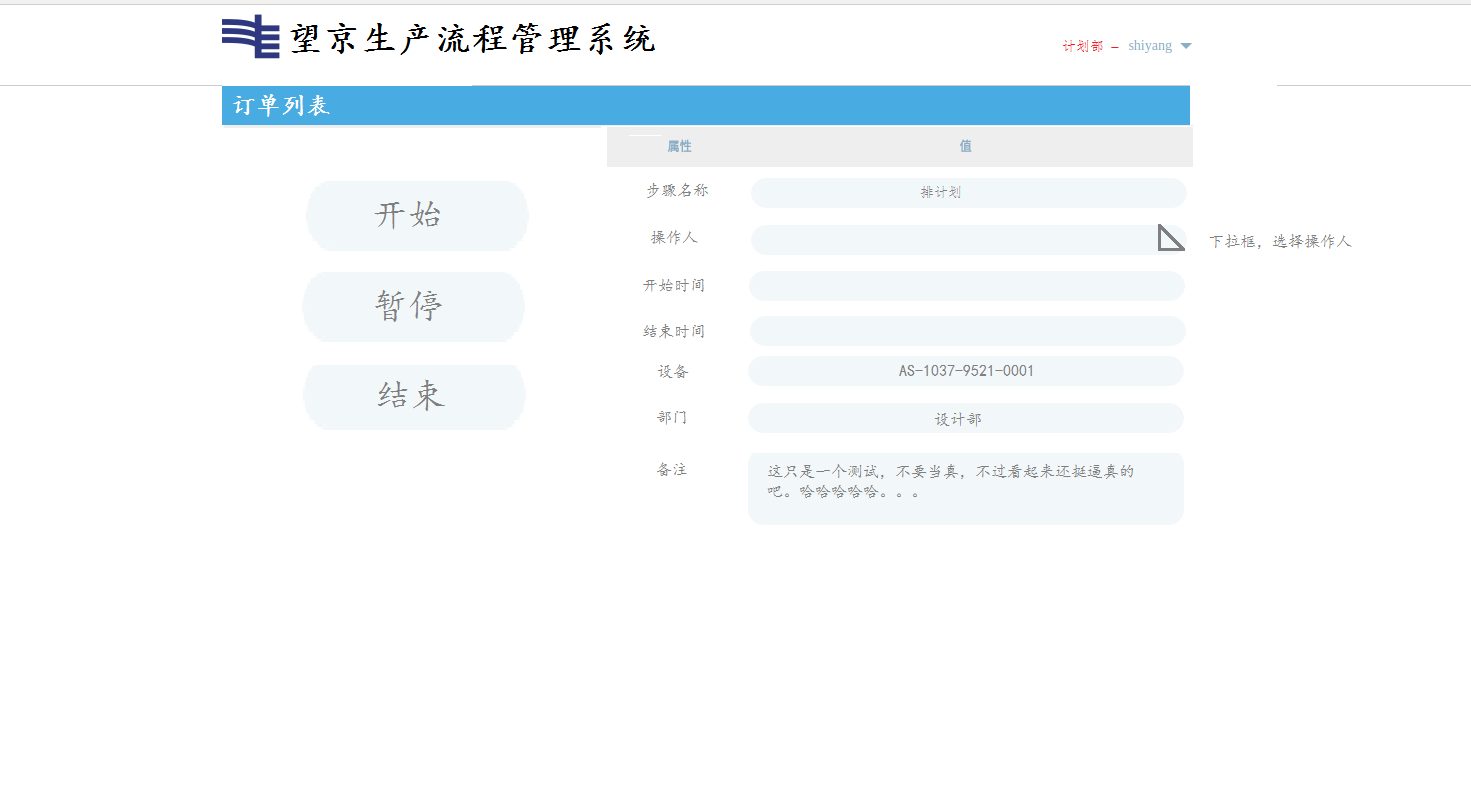 望京生产流程管理系统
计划部 – shiyang
订单列表
属性 值
开始
暂停
结束
步骤名称 排计划
操作人
下拉框，选择操作人
开始时间
结束时间
设备 AS-1037-9521-0001
部门 设计部
备注 这只是一个测试，不要当真，不过看起来还挺逼真的
吧。哈哈哈哈哈。。。